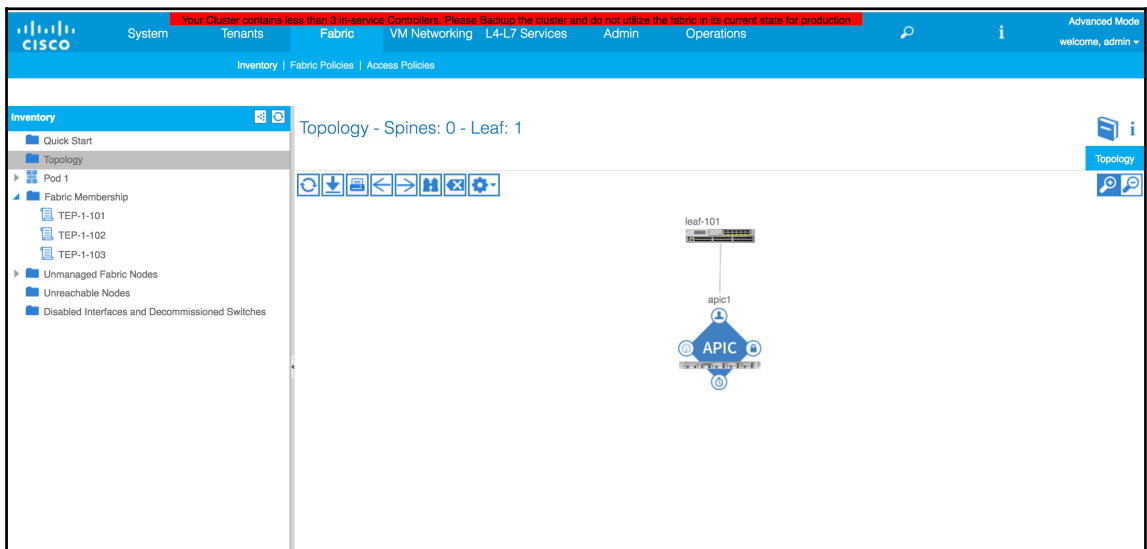 Your Cluster contains less than 3 in-service Controllers. Please Backup the cluster and do not utilize the fabric in its current state for production
CISCO System Tenants Fabric VM Networking L4-L7 Services Admin Operations i Advanced Mode
welcome, admin
Inventory | Fabric Policies | Access Policies
Inventory
Quick Start
Topology
Pod 1
Fabric Membership
TEP-1-101
TEP-1-102
TEP-1-103
Unmanaged Fabric Nodes
Unreachable Nodes
Disabled Interfaces and Decommissioned Switches
Topology - Spines: 0 - Leaf: 1
i
Topology
leaf-101
apic1
APIC